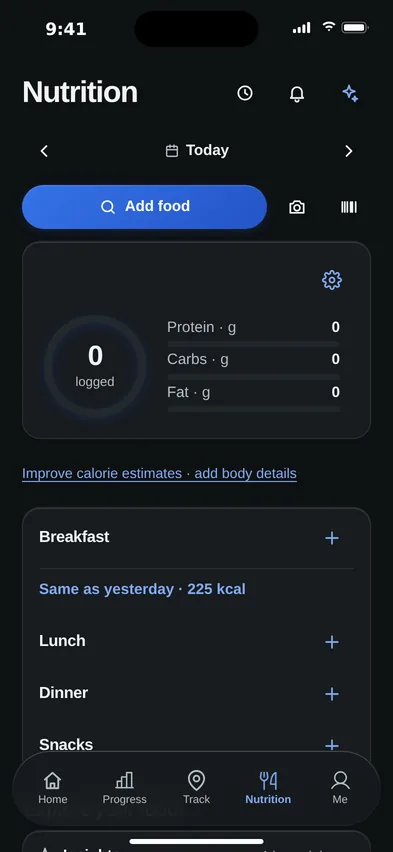 9:41
Nutrition
Today
Add food
0
logged
Protein · g 0
Carbs · g 0
Fat · g 0
Improve calorie estimates · add body details
Breakfast
Same as yesterday · 225 kcal
Lunch
Dinner
Snacks
Home Progress Track Nutrition Me